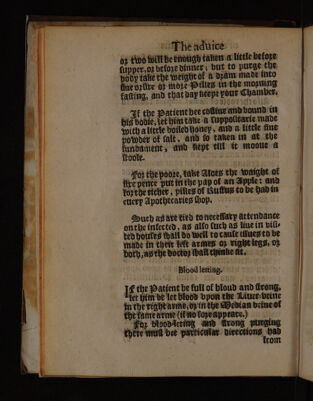 The aduice
or two will be enough taken a little before
supper, or before dinner; but to purge the
body take the weight of a dram made into
fine or sixe or more Pilles in the morning
fasting, and that day keepe your Chamber.
If the Patient bee costiue and bound in
his bodie, let him take a Suppositarie made
with a little boiled honey, and a little fine
powder of salt, and so taken in at the
fundament, and kept till it moone a
stoole.
For the poore, take Aloes the waight of
sixe pence put in the pap of an Apple: and
for the richer, pilles of Ruffus to be had in
euery Apothecaries shop.
Such as are tied to necessary attendance
on the infected, as also such as liue in visi-
ted houses shall do well to cause issues to be
made in their left armes or right legs, or
both, as the doctor shall thinke fit.
Blood letting.
If the Patient be full of bloud and strong,
let him be let bloud vpon the Liuer-veine
in the right arme, or in the Median veine of
the same arme (if no sore appeare.)
For blood-letting and strong purging
there must bee particular directions had
from